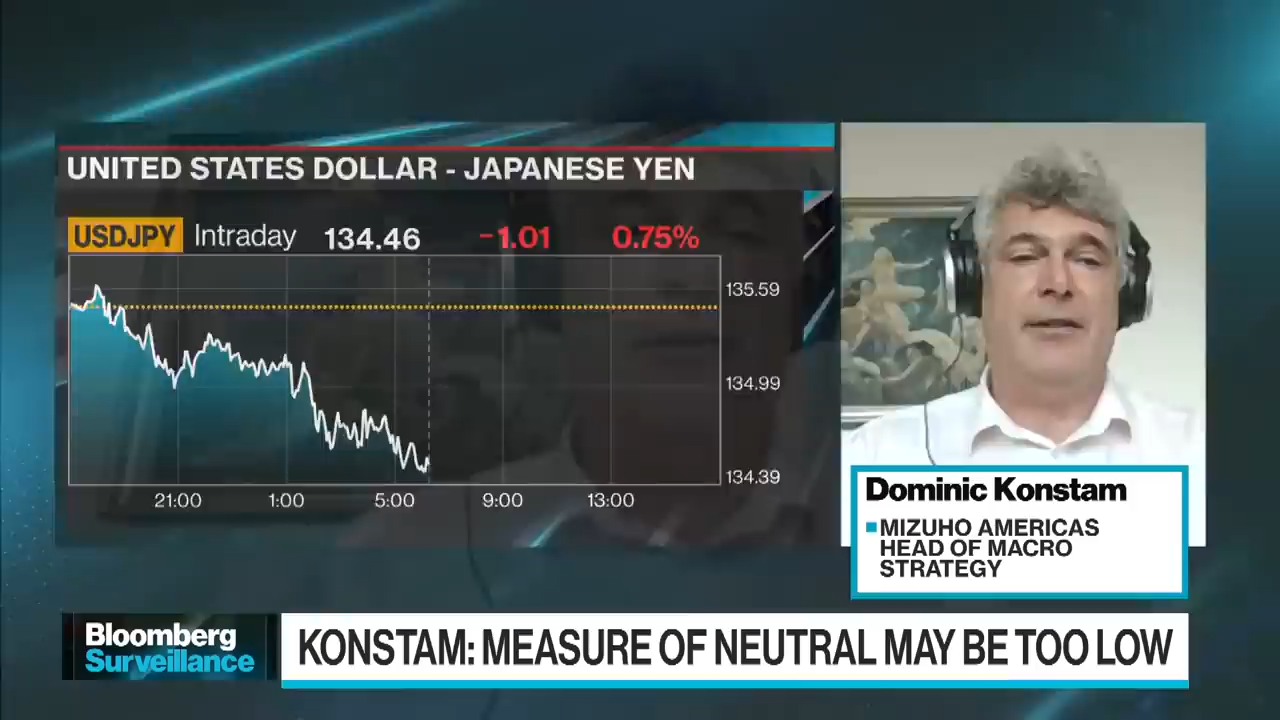 UNITED STATES DOLLAR - JAPANESE YEN
USDJPY Intraday 134.46 -1.01 0.75%
135.59
134.99
134.39
21:00 1:00 5:00 9:00 13:00
Dominic Konstam
MIZUHO AMERICAS
HEAD OF MACRO
STRATEGY
Bloomberg
Surveillance
KONSTAM: MEASURE OF NEUTRAL MAY BE TOO LOW